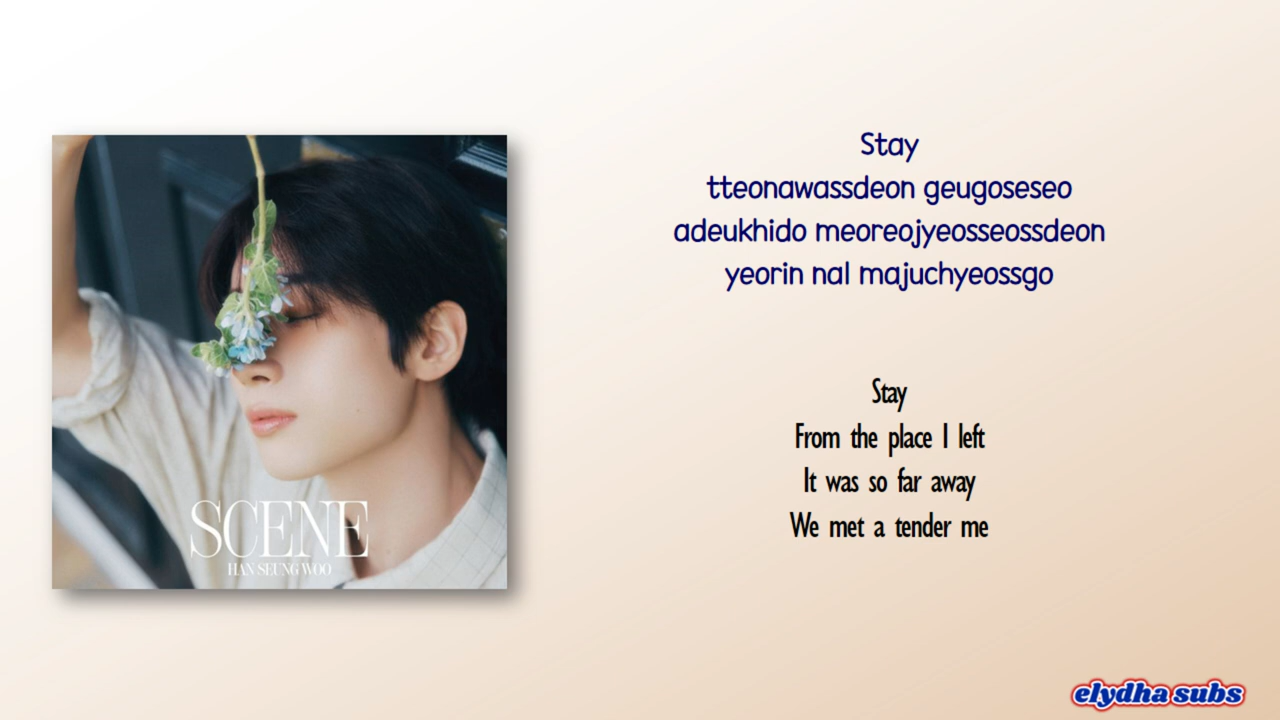 SCENE
HAN SEUNG WOO
Stay
tteonawassdeon geugoseseo
adeukhido meoreojyeosseossdeon
yeorin nal majuchyeossgo
Stay
From the place I left
It was so far away
We met a tender me
elydha subs